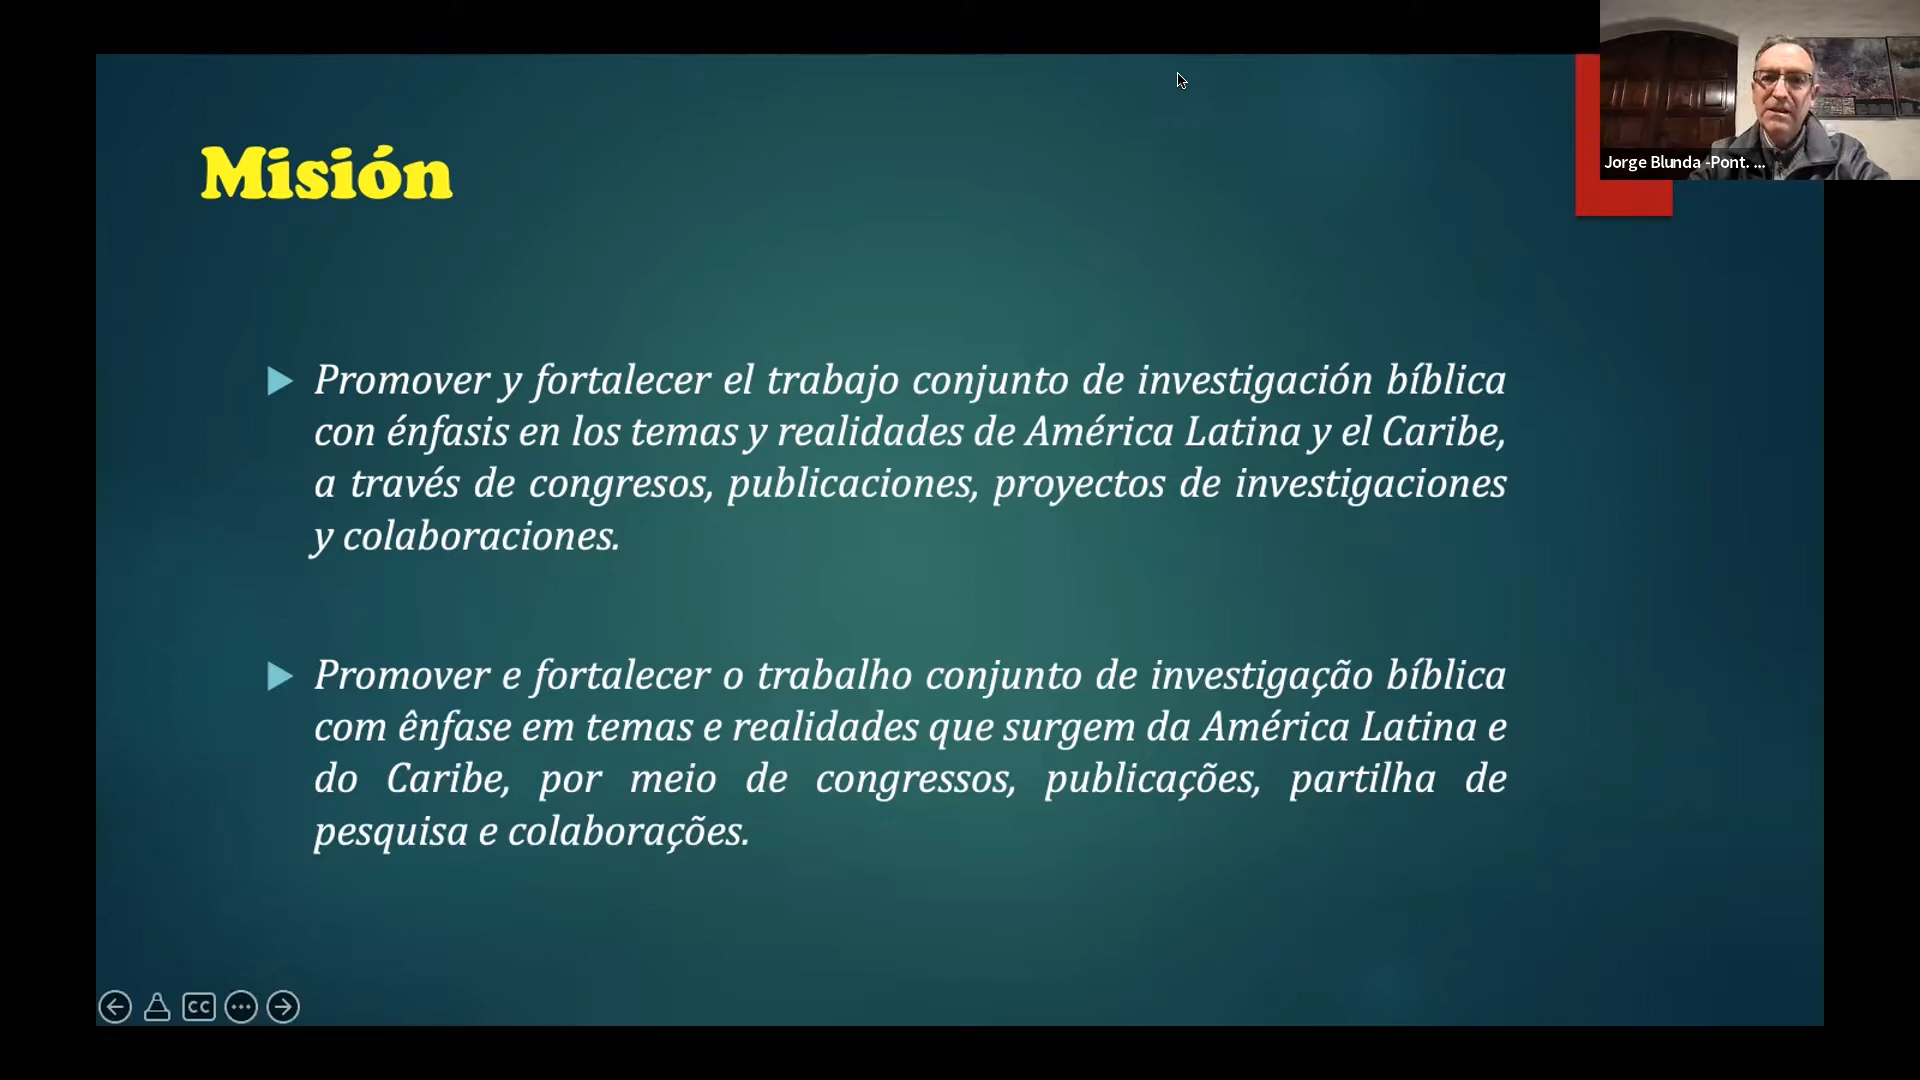 Misión
Jorge Blunda -Pont. ...
Promover y fortalecer el trabajo conjunto de investigación bíblica
con énfasis en los temas y realidades de América Latina y el Caribe,
a través de congresos, publicaciones, proyectos de investigaciones
y colaboraciones.
Promover e fortalecer o trabalho conjunto de investigação bíblica
com ênfase em temas e realidades que surgem da América Latina e
do Caribe, por meio de congressos, publicações, partilha de
pesquisa e colaborações.
CC